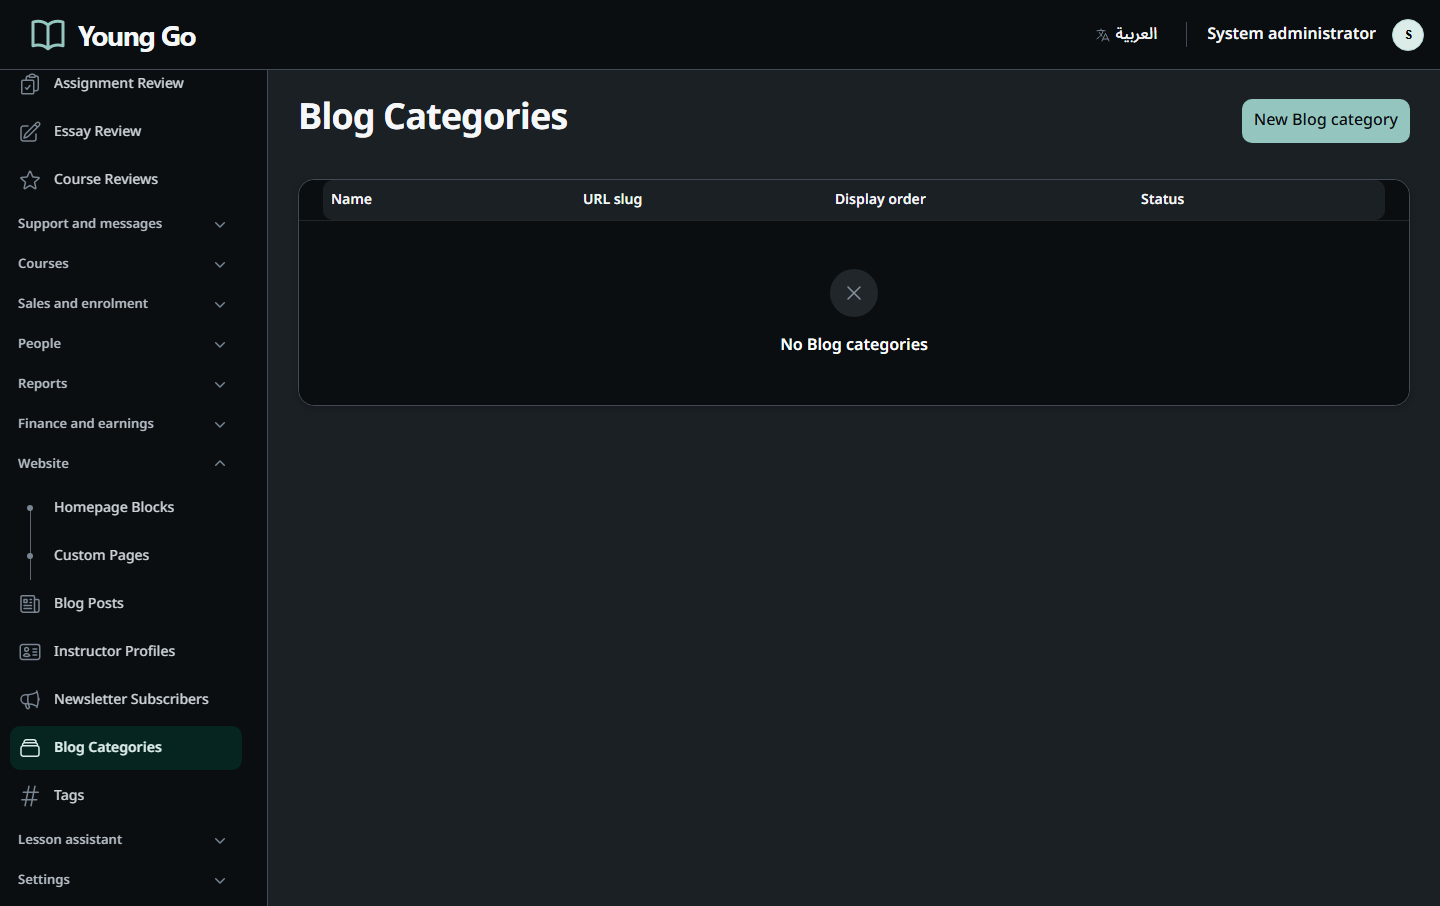 Young Go
العربية
System administrator
S
Assignment Review
Essay Review
Course Reviews
Support and messages
Courses
Sales and enrolment
People
Reports
Finance and earnings
Website
Homepage Blocks
Custom Pages
Blog Posts
Instructor Profiles
Newsletter Subscribers
Blog Categories
Tags
Lesson assistant
Settings
Blog Categories
New Blog category
Name URL slug Display order Status
No Blog categories